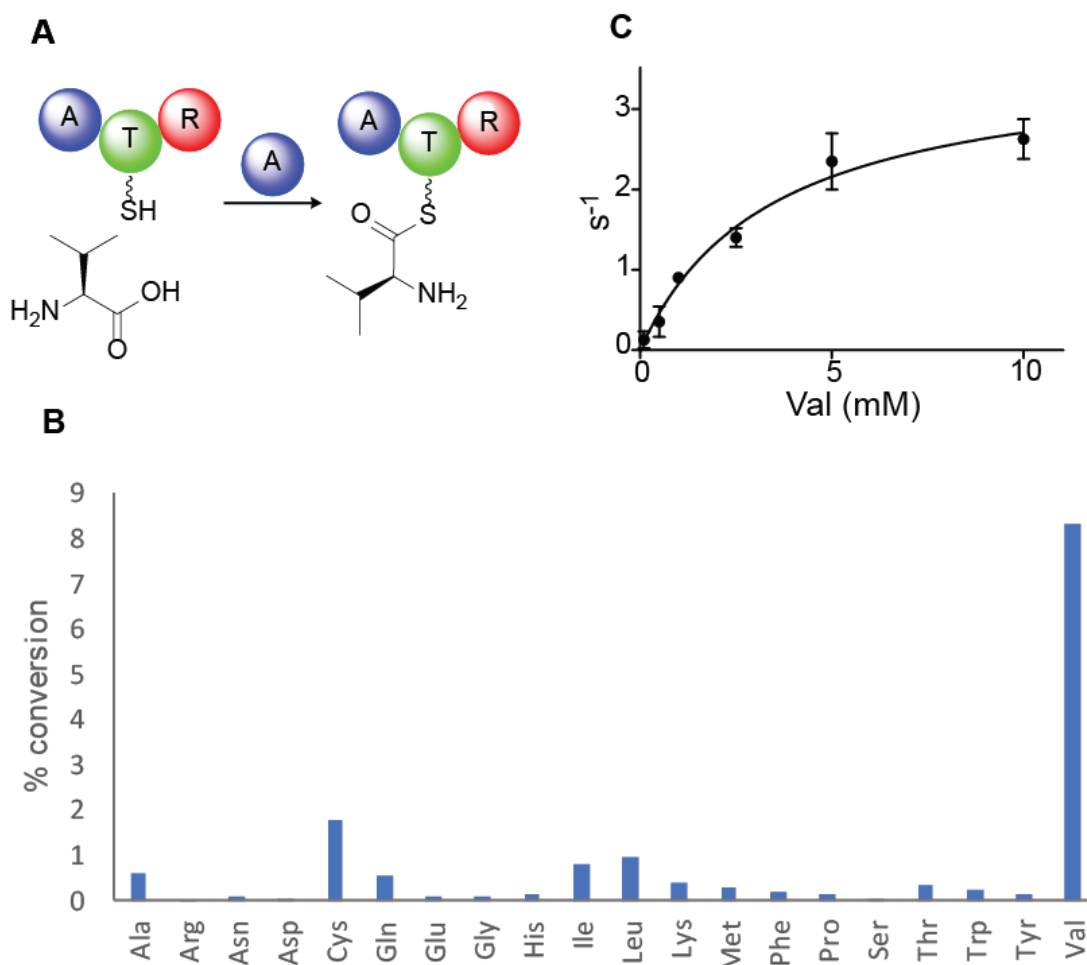 A
A
T
R
SH
H₂N
OH
O
A
A
T
R
O
S
NH₂
C
s⁻¹
3
2
1
0
0
5
10
Val (mM)
B
% conversion
9
8
7
6
5
4
3
2
1
0
Ala
Arg
Asn
Asp
Cys
Gln
Glu
Gly
His
Ile
Leu
Lys
Met
Phe
Pro
Ser
Thr
Trp
Tyr
Val